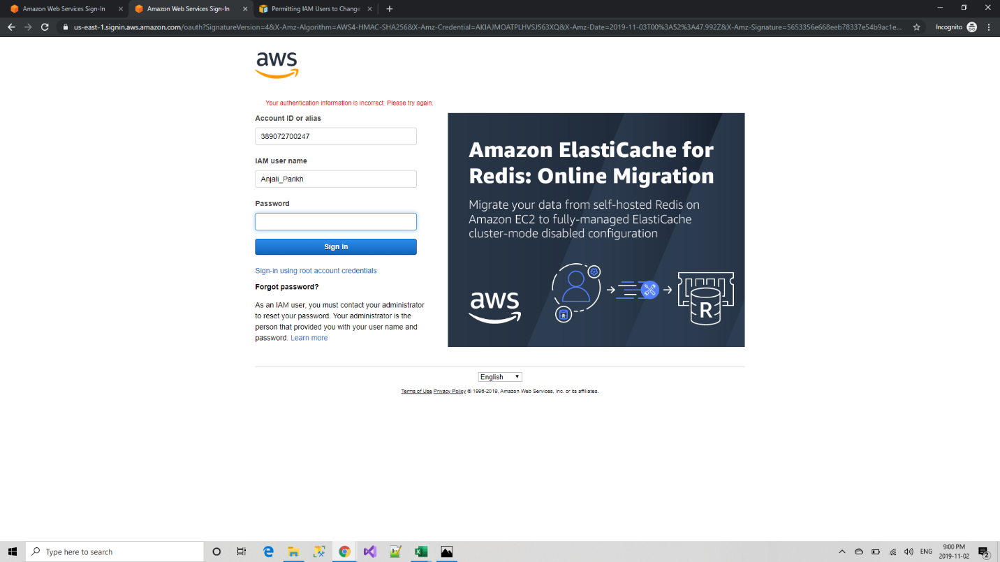 Amazon Web Services Sign-In
Amazon Web Services Sign-In
Permitting IAM Users to Change
us-east-1.signin.aws.amazon.com/oauth?SignatureVersion=4&X-Amz-Algorithm=AWS4-HMAC-SHA256&X-Amz-Credential=AKIAJMOATPLHVSJ563XQ&X-Amz-Date=2019-11-03T00%3A52%3A47.992Z&X-Amz-Signature=5653356e668eeb78337e54b9ac1e...
Incognito
aws
Your authentication information is incorrect. Please try again.
Account ID or alias
389072700247
IAM user name
Anjali_Parikh
Password
Sign In
Sign-in using root account credentials
Forgot password?
As an IAM user, you must contact your administrator
to reset your password. Your administrator is the
person that provided you with your user name and
password. Learn more
Amazon ElastiCache for
Redis: Online Migration
Migrate your data from self-hosted Redis on
Amazon EC2 to fully-managed ElastiCache
cluster-mode disabled configuration
aws
R
R
English
Terms of Use Privacy Policy © 1996-2019, Amazon Web Services, Inc. or its affiliates.
Type here to search
ENG
9:00 PM
2019-11-02
2